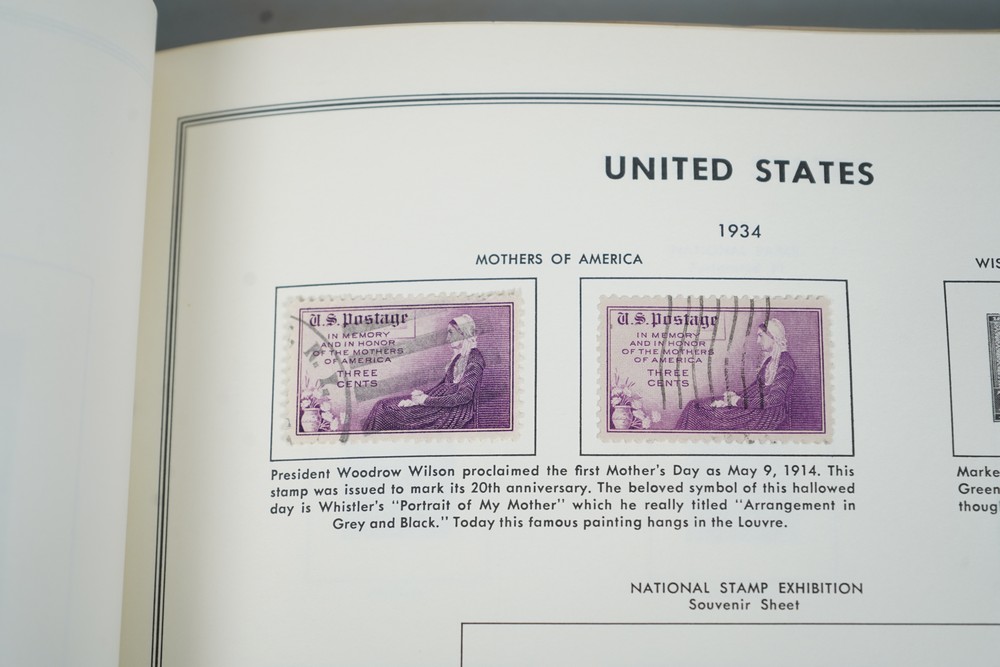 UNITED STATES
1934
MOTHERS OF AMERICA
U.S. Postage
IN MEMORY
AND IN HONOR
OF THE MOTHERS
OF AMERICA
THREE
CENTS
U.S. Postage
IN MEMORY
AND IN HONOR
OF THE MOTHERS
OF AMERICA
THREE
CENTS
President Woodrow Wilson proclaimed the first Mother's Day as May 9, 1914. This
stamp was issued to mark its 20th anniversary. The beloved symbol of this hallowed
day is Whistler's "Portrait of My Mother" which he really titled "Arrangement in
Grey and Black." Today this famous painting hangs in the Louvre.
WIS
Marke
Green
thoug
NATIONAL STAMP EXHIBITION
Souvenir Sheet